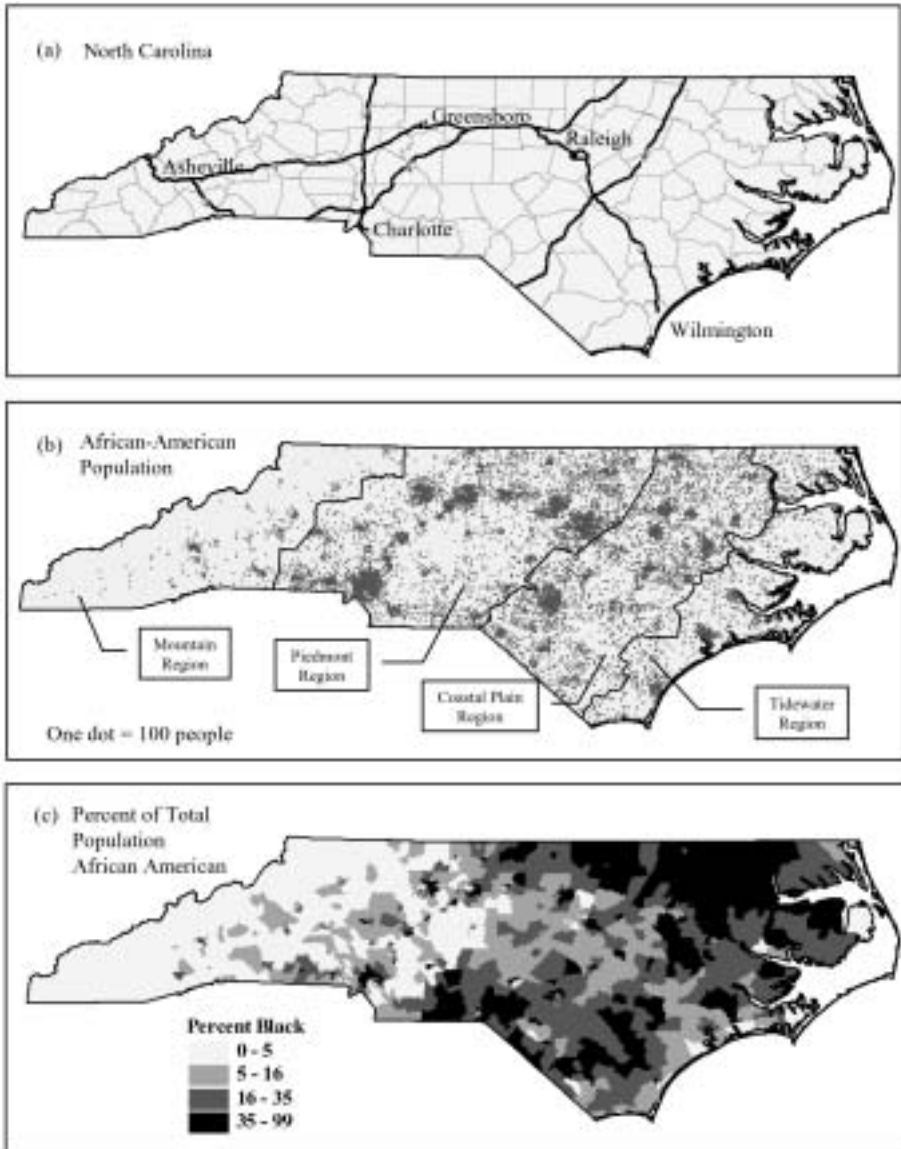 (a) North Carolina
Greensboro
Raleigh
Asheville
Charlotte
Wilmington
(b) African-American
Population
Mountain
Region
Piedmont
Region
Coastal Plain
Region
Tidewater
Region
One dot = 100 people
(c) Percent of Total
Population
African American
Percent Black
0 - 5
5 - 16
16 - 35
35 - 99